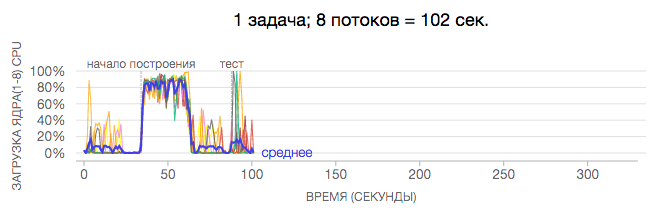 1 задача; 8 потоков = 102 сек.
начало построения
тест
ЗАГРУЗКА ЯДРА(1-8) CPU
100%
80%
60%
40%
20%
0%
среднее
0
50
100
150
200
250
300
ВРЕМЯ (СЕКУНДЫ)